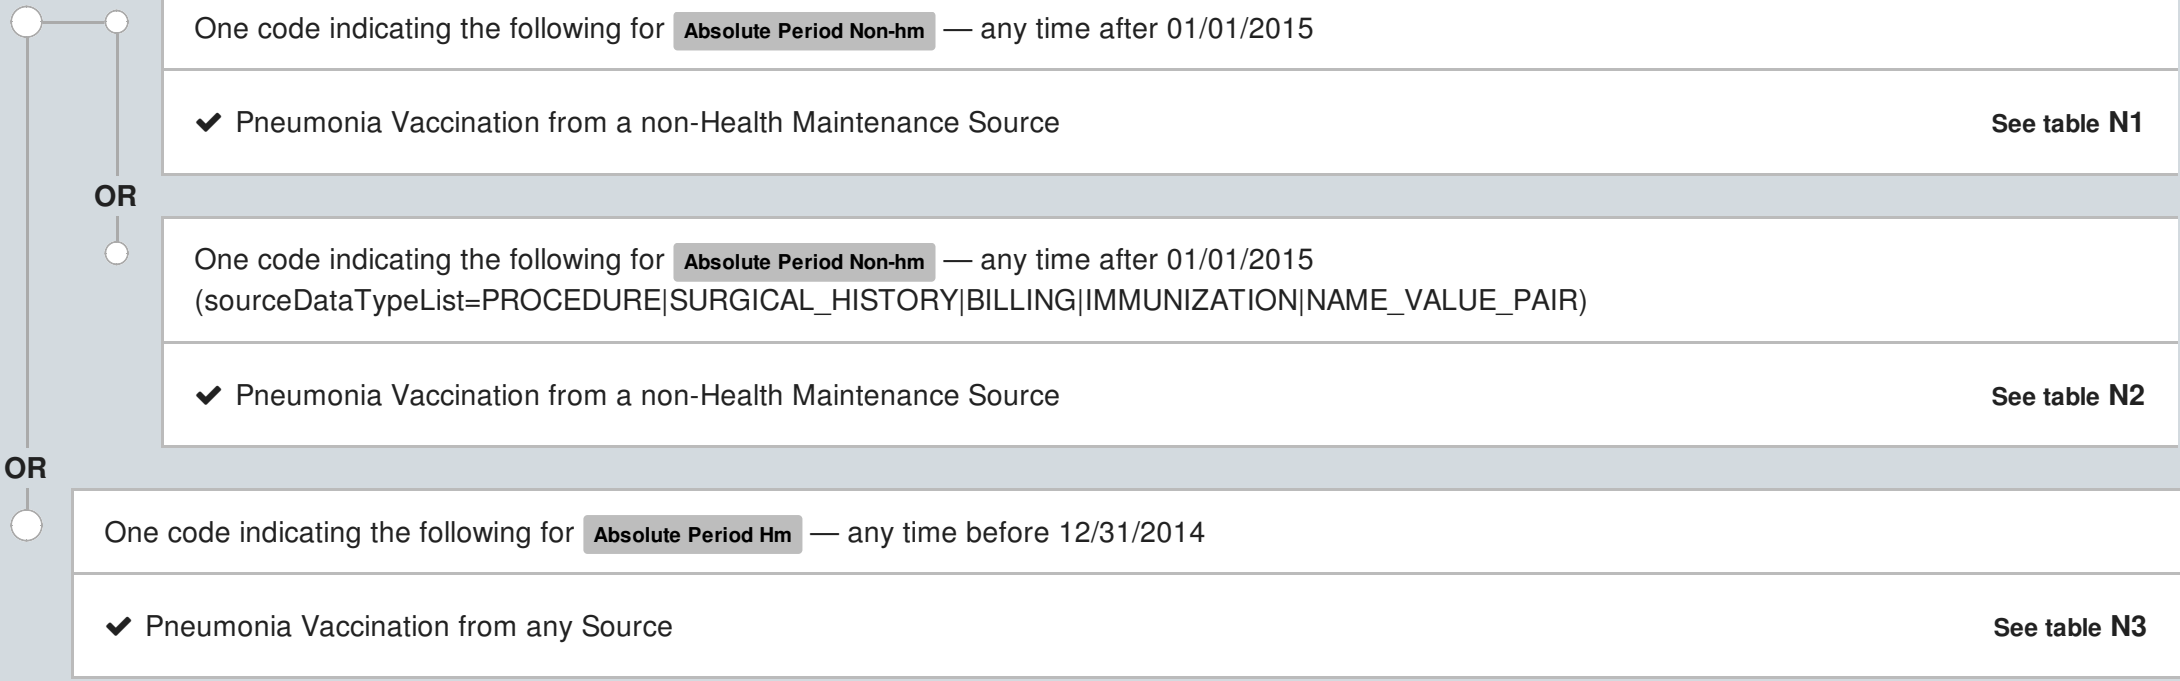 One code indicating the following for Absolute Period Non-hm — any time after 01/01/2015
Pneumonia Vaccination from a non-Health Maintenance Source See table N1
OR
One code indicating the following for Absolute Period Non-hm — any time after 01/01/2015
(sourceDataTypeList=PROCEDURE|SURGICAL_HISTORY|BILLING|IMMUNIZATION|NAME_VALUE_PAIR)
Pneumonia Vaccination from a non-Health Maintenance Source See table N2
OR
One code indicating the following for Absolute Period Hm — any time before 12/31/2014
Pneumonia Vaccination from any Source See table N3